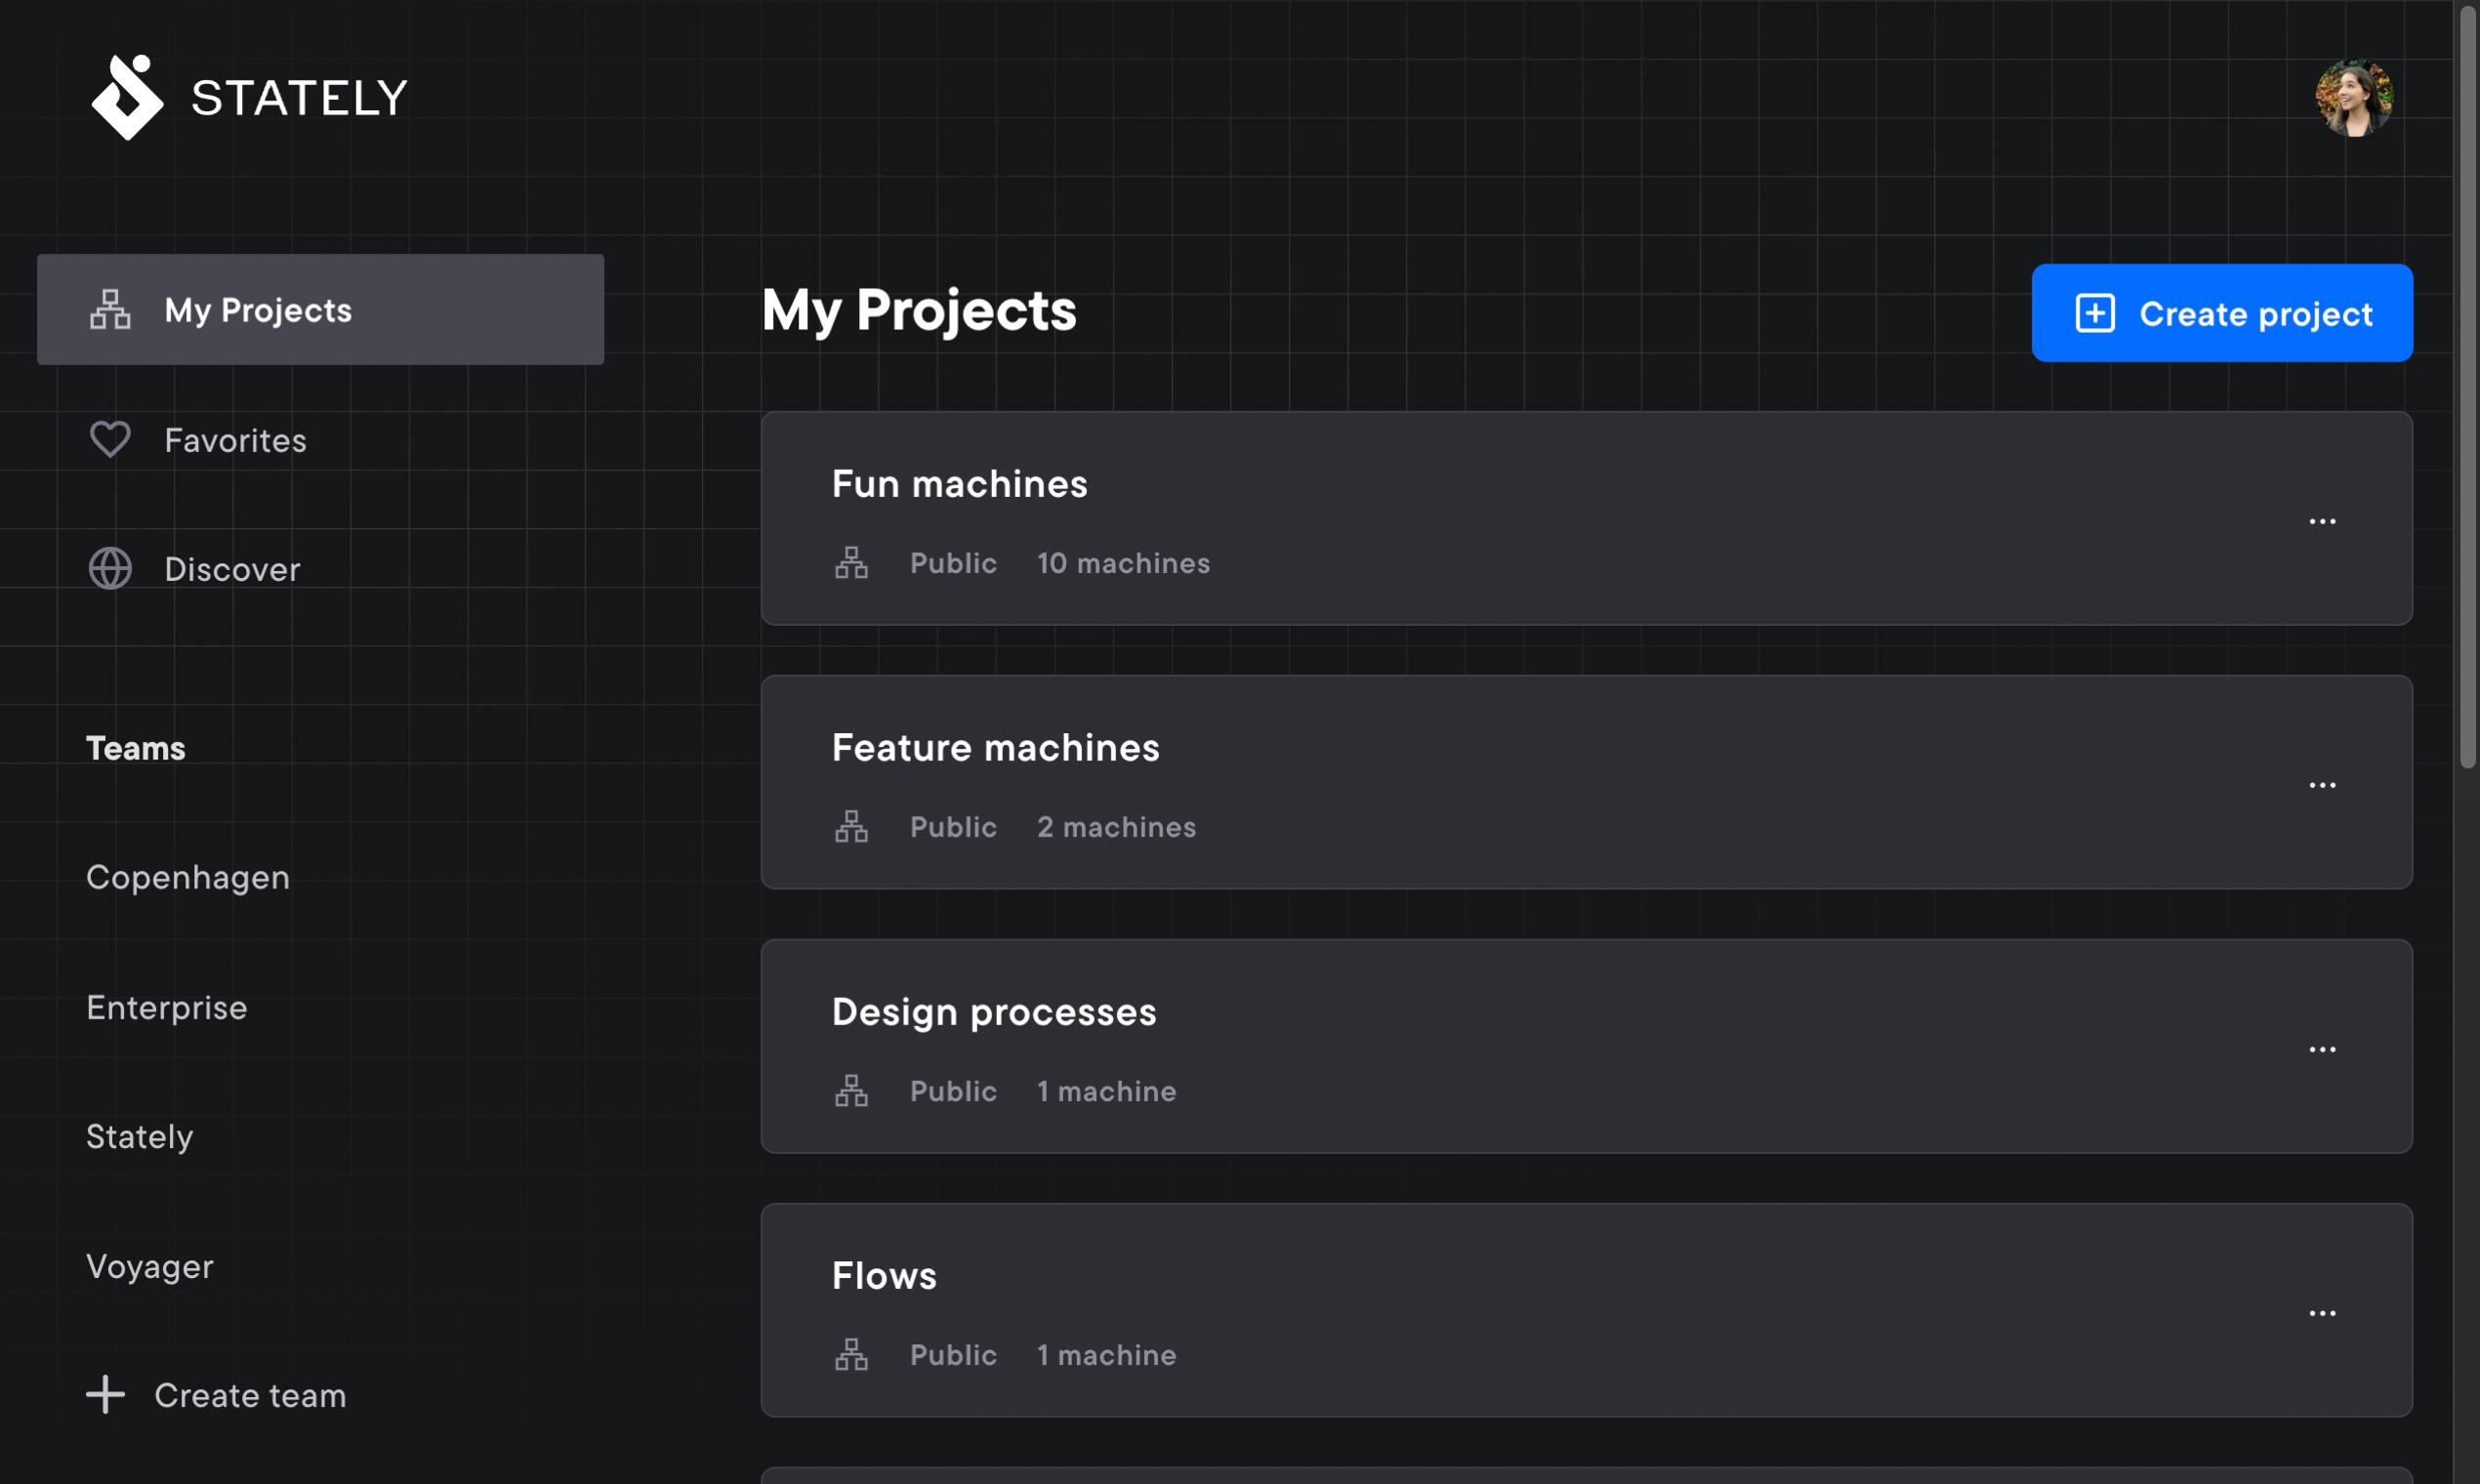 STATELY
My Projects
Favorites
Discover
Teams
Copenhagen
Enterprise
Stately
Voyager
Create team
My Projects
Create project
Fun machines
Public 10 machines
Feature machines
Public 2 machines
Design processes
Public 1 machine
Flows
Public 1 machine